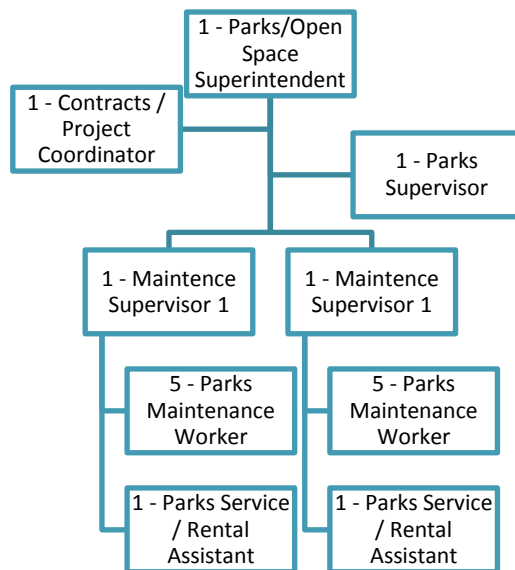 1 - Parks/Open
Space
Superintendent
1 - Contracts /
Project
Coordinator
1 - Parks
Supervisor
1 - Maintence
Supervisor 1
1 - Maintence
Supervisor 1
5 - Parks
Maintenance
Worker
5 - Parks
Maintenance
Worker
1 - Parks Service
/ Rental
Assistant
1 - Parks Service
/ Rental
Assistant